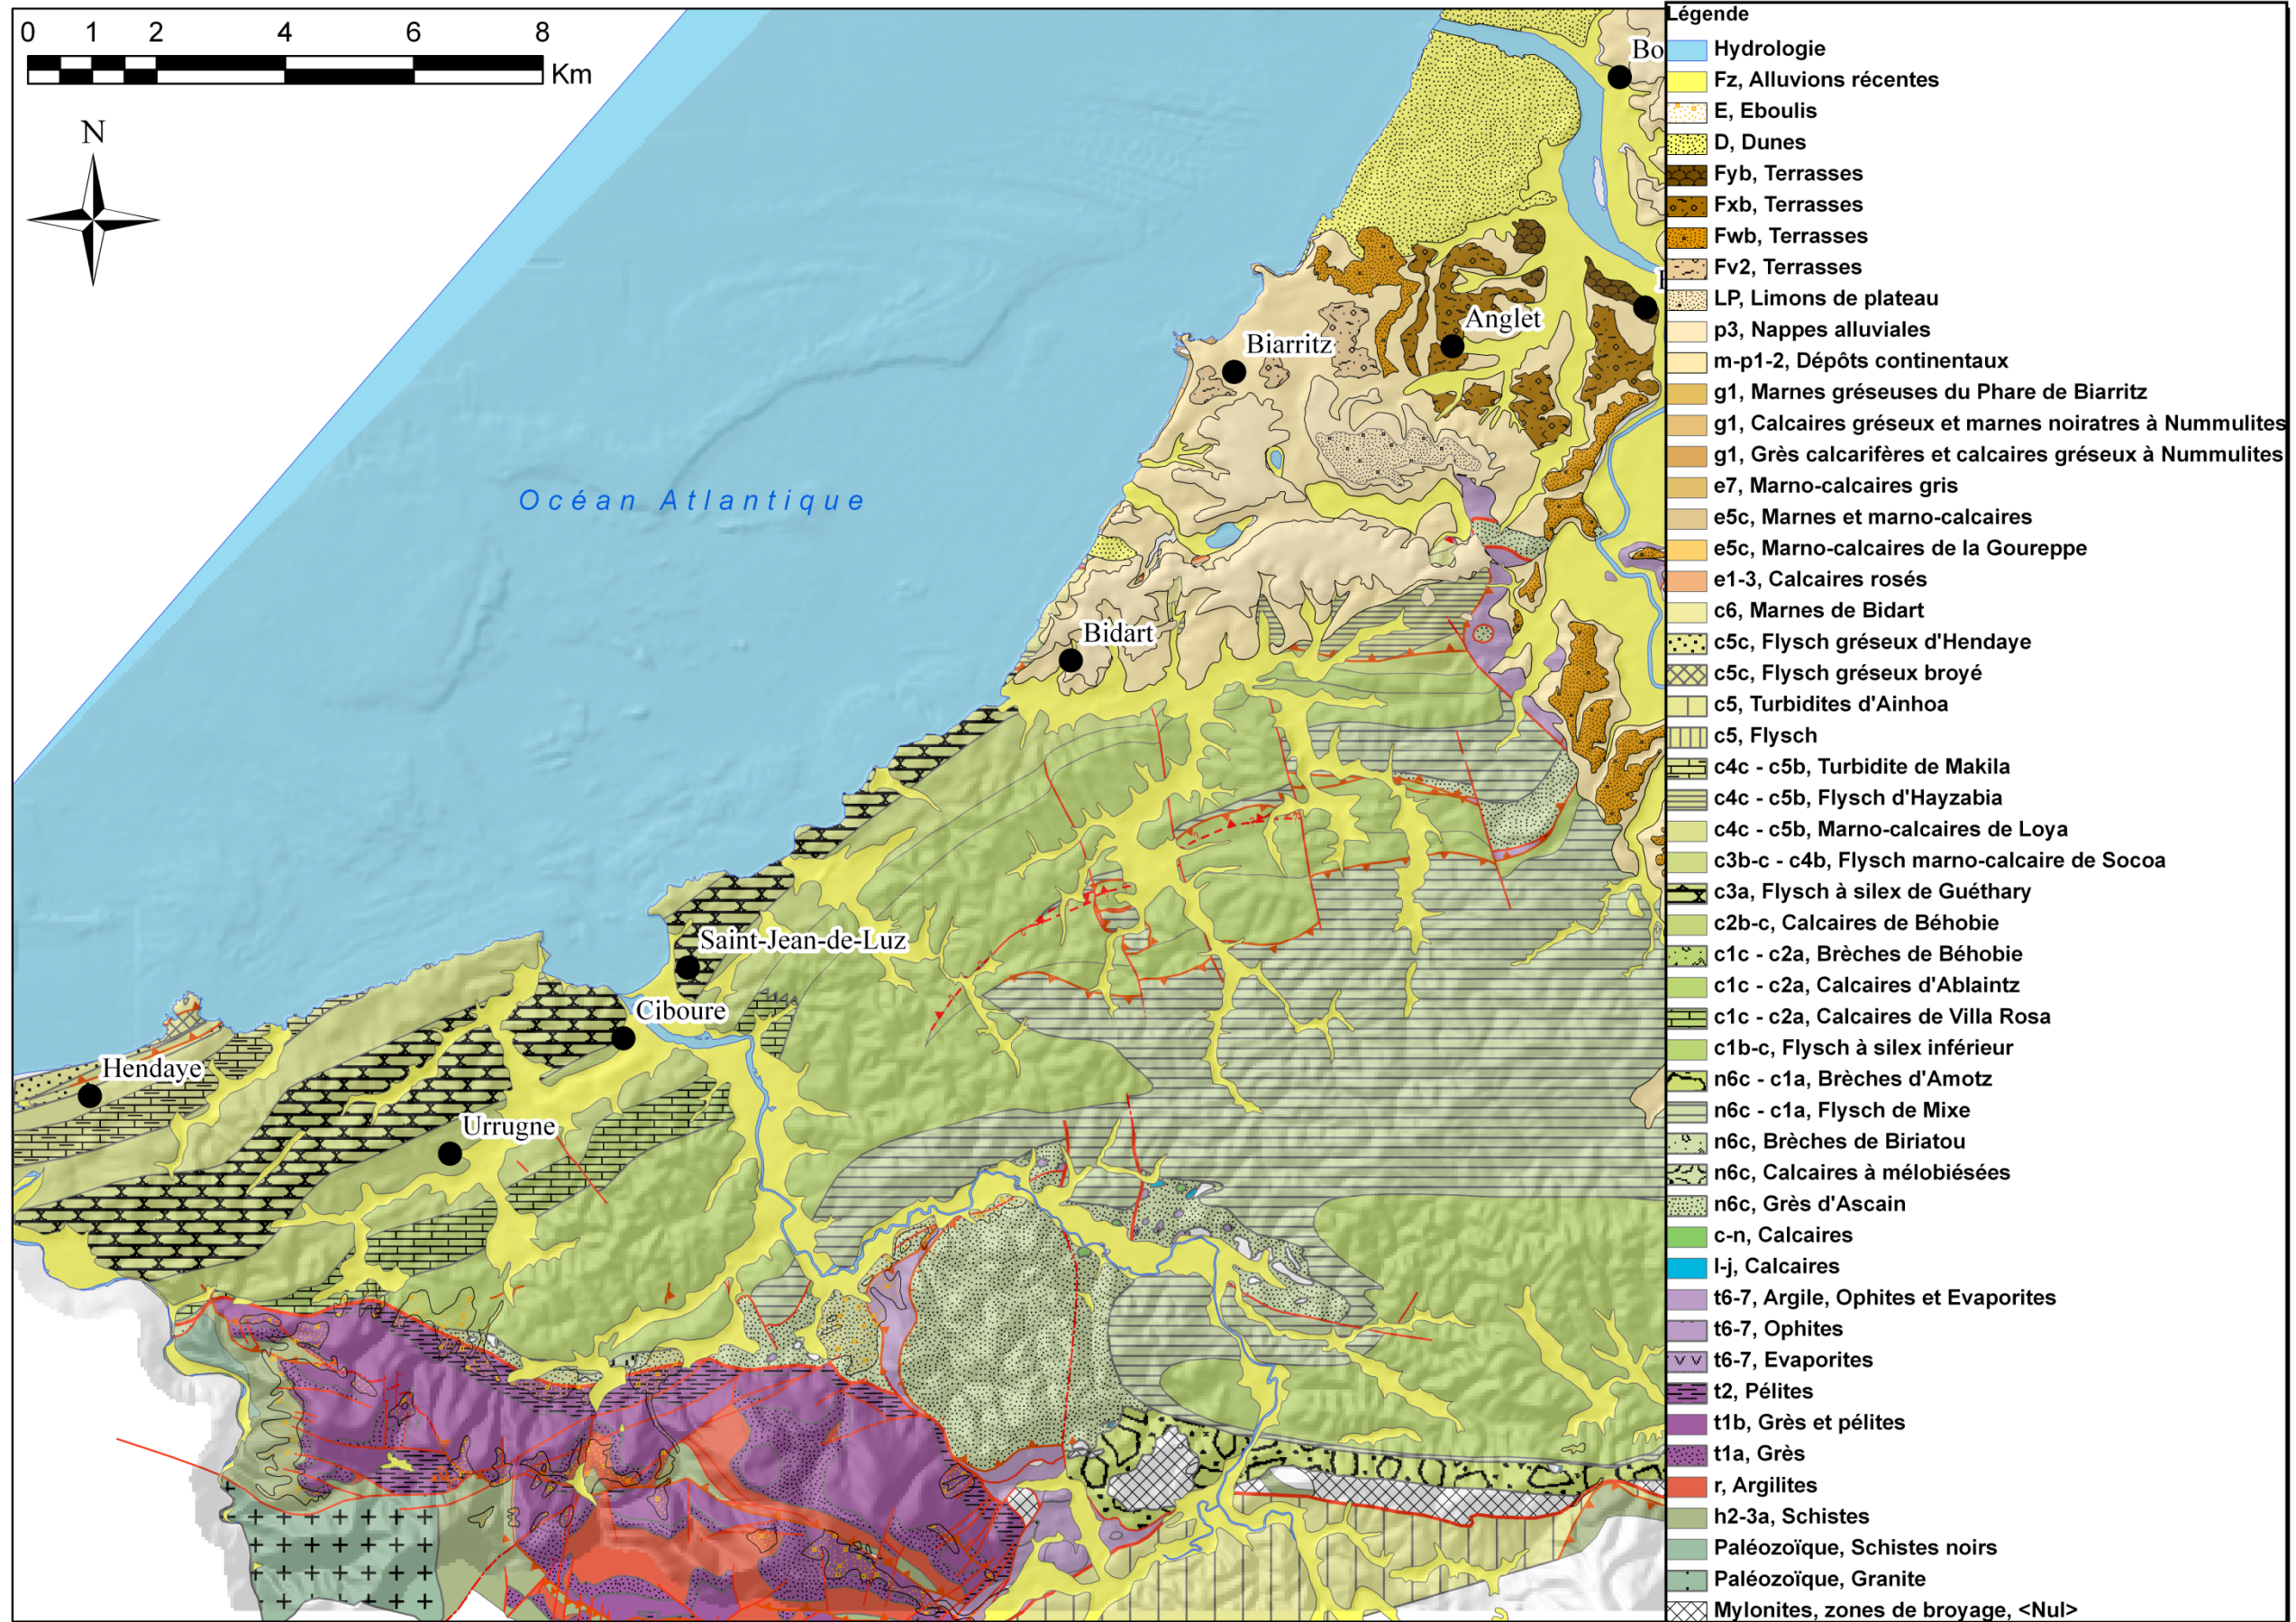 0 1 2 4 6 8
Km
N
Océan Atlantique
Bo
Anglet
Biarritz
Bidart
Saint-Jean-de-Luz
Ciboure
Hendaye
Urrugne
Légende
Hydrologie
Fz, Alluvions récentes
E, Eboulis
D, Dunes
Fyb, Terrasses
Fxb, Terrasses
Fwb, Terrasses
Fv2, Terrasses
LP, Limons de plateau
p3, Nappes alluviales
m-p1-2, Dépôts continentaux
g1, Marnes gréseuses du Phare de Biarritz
g1, Calcaires gréseux et marnes noiratres à Nummulites
g1, Grès calcarifères et calcaires gréseux à Nummulites
e7, Marno-calcaires gris
e5c, Marnes et marno-calcaires
e5c, Marno-calcaires de la Goureppe
e1-3, Calcaires rosés
c6, Marnes de Bidart
c5c, Flysch gréseux d'Hendaye
c5c, Flysch gréseux broyé
c5, Turbidites d'Ainhoa
c5, Flysch
c4c - c5b, Turbidite de Makila
c4c - c5b, Flysch d'Hayzabia
c4c - c5b, Marno-calcaires de Loya
c3b-c - c4b, Flysch marno-calcaire de Socoa
c3a, Flysch à silex de Guéthary
c2b-c, Calcaires de Béhobie
c1c - c2a, Brèches de Béhobie
c1c - c2a, Calcaires d'Ablaintz
c1c - c2a, Calcaires de Villa Rosa
c1b-c, Flysch à silex inférieur
n6c - c1a, Brèches d'Amotz
n6c - c1a, Flysch de Mixe
n6c, Brèches de Biriatou
n6c, Calcaires à mélobiésées
n6c, Grès d'Ascain
c-n, Calcaires
l-j, Calcaires
t6-7, Argile, Ophites et Evaporites
t6-7, Ophites
t6-7, Evaporites
t2, Pélites
t1b, Grès et pélites
t1a, Grès
r, Argilites
h2-3a, Schistes
Paléozoïque, Schistes noirs
Paléozoïque, Granite
Mylonites, zones de broyage, <Nul>